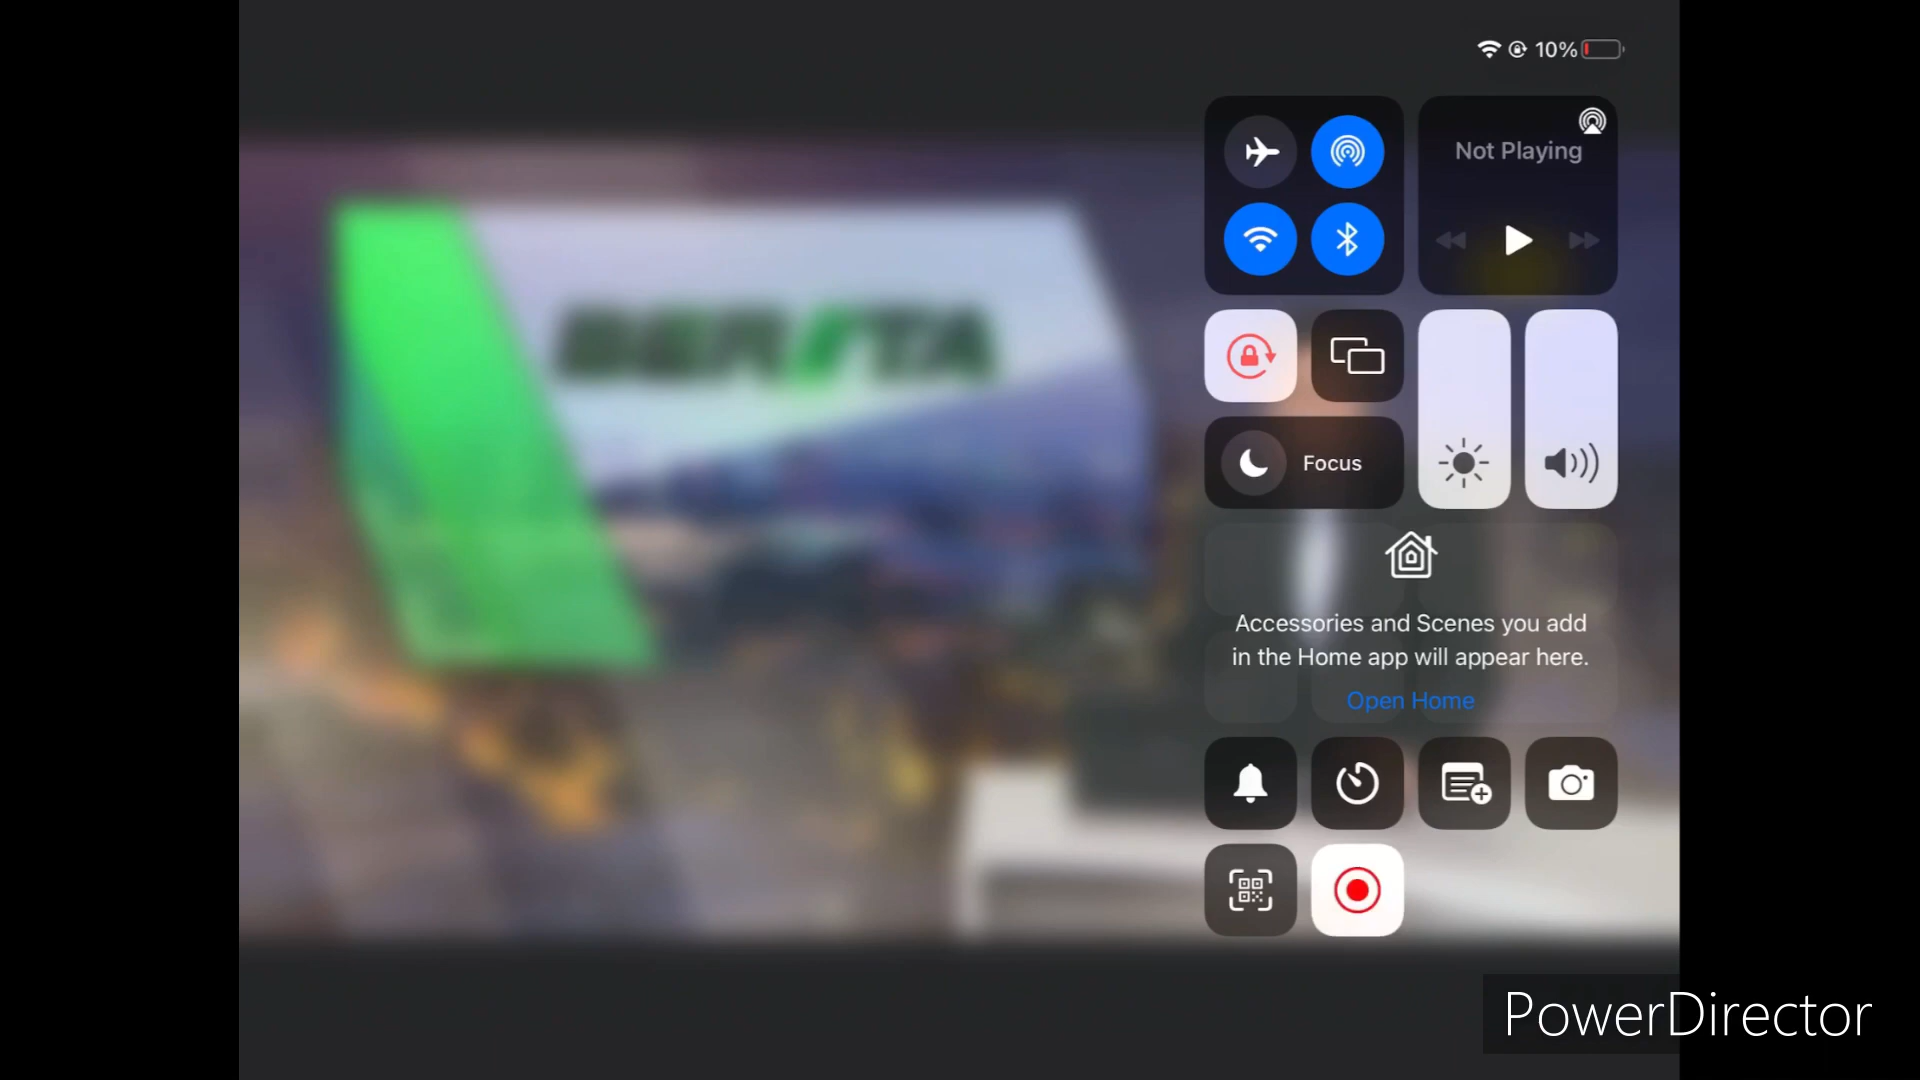 10%
Not Playing
BERITA
Focus
Accessories and Scenes you add
in the Home app will appear here.
Open Home
PowerDirector